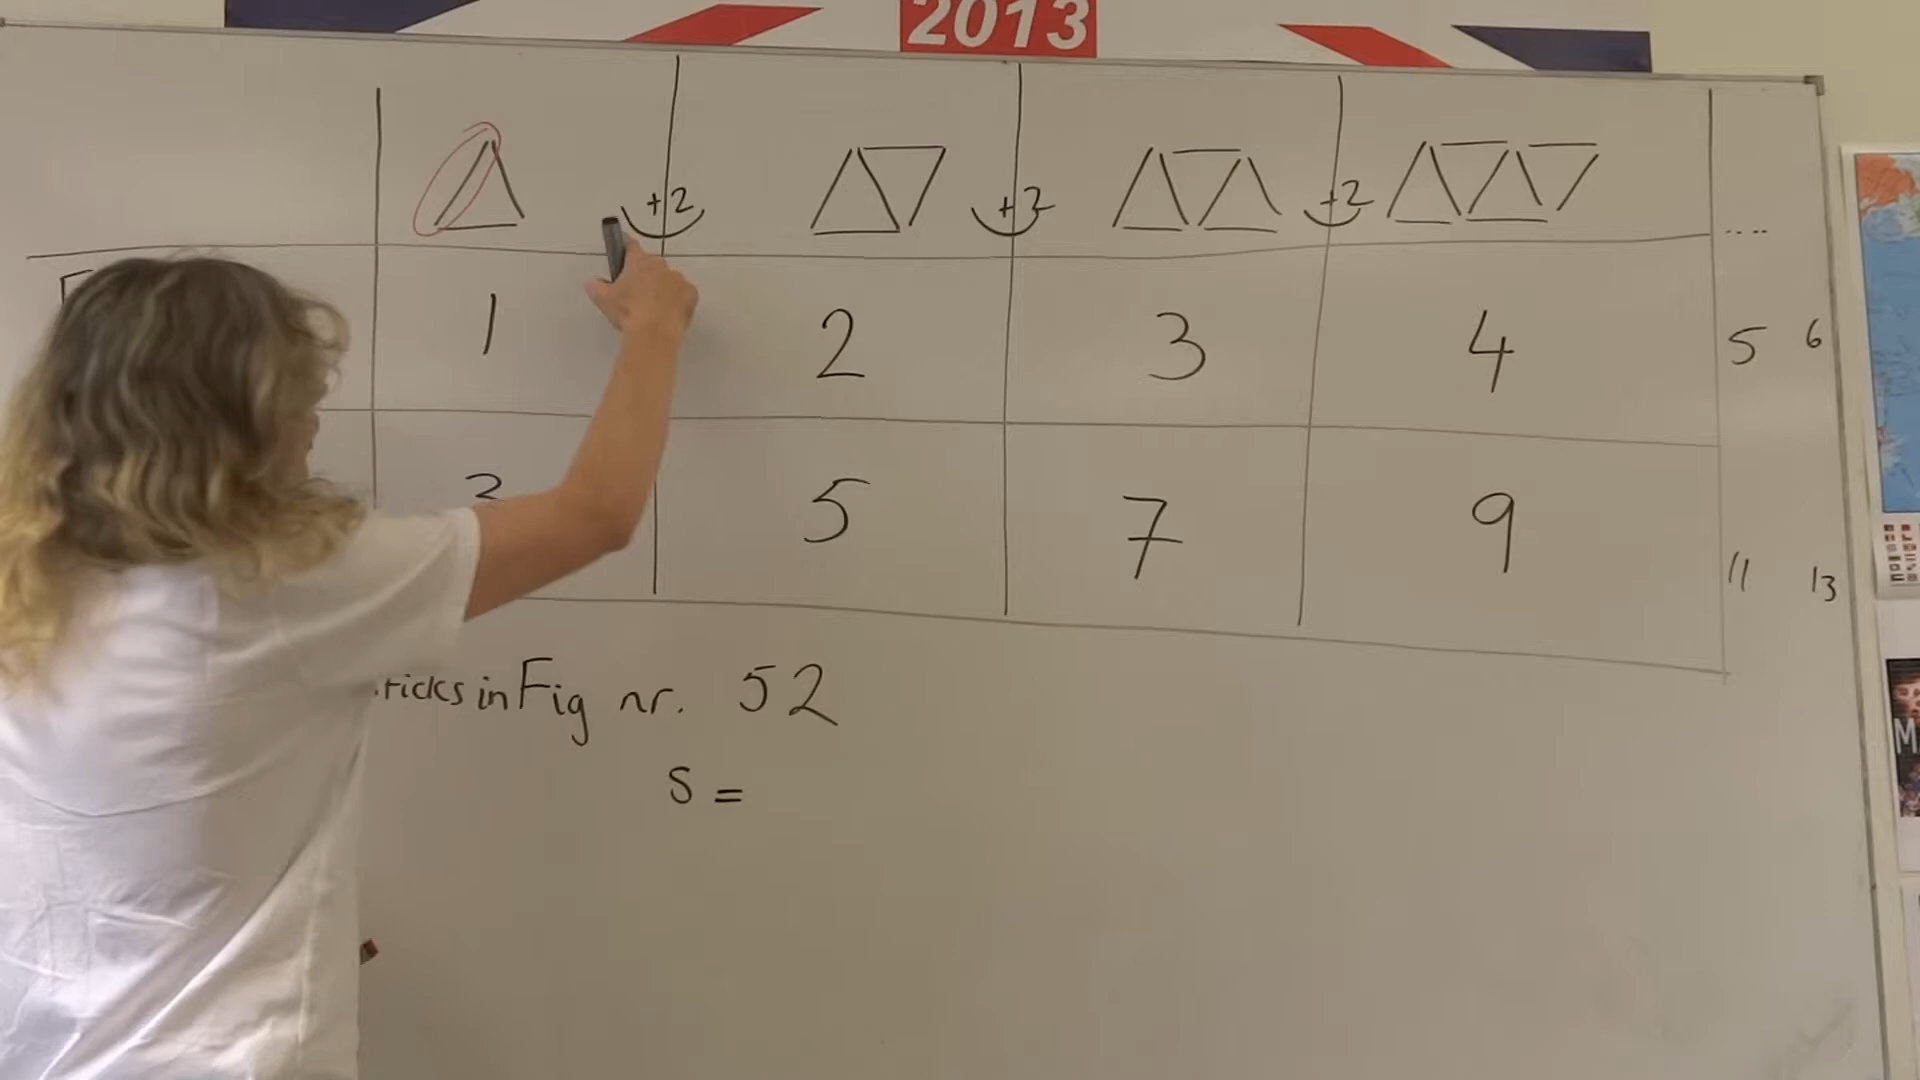 2013
+2 +2 +2
....
1 2 3 4 5 6
3 5 7 9 11 13
ticks in Fig nr. 52
S =
M